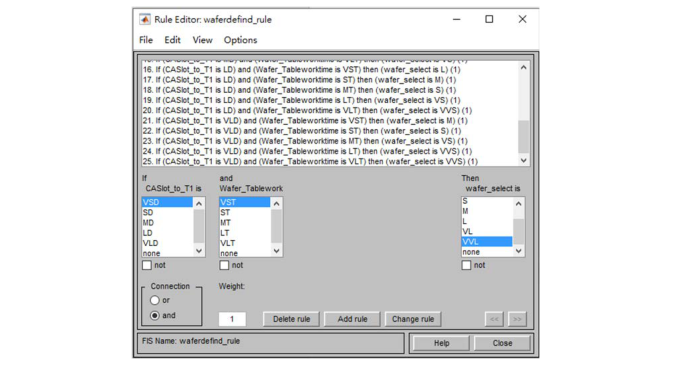 Rule Editor: waferdefind_rule
File Edit View Options
16. If (CASlot_to_T1 is LD) and (Wafer_Tableworktime is VST) then (wafer_select is L) (1)
17. If (CASlot_to_T1 is LD) and (Wafer_Tableworktime is ST) then (wafer_select is M) (1)
18. If (CASlot_to_T1 is LD) and (Wafer_Tableworktime is MT) then (wafer_select is S) (1)
19. If (CASlot_to_T1 is LD) and (Wafer_Tableworktime is LT) then (wafer_select is VS) (1)
20. If (CASlot_to_T1 is LD) and (Wafer_Tableworktime is VLT) then (wafer_select is VVS) (1)
21. If (CASlot_to_T1 is VLD) and (Wafer_Tableworktime is VST) then (wafer_select is M) (1)
22. If (CASlot_to_T1 is VLD) and (Wafer_Tableworktime is ST) then (wafer_select is S) (1)
23. If (CASlot_to_T1 is VLD) and (Wafer_Tableworktime is MT) then (wafer_select is VS) (1)
24. If (CASlot_to_T1 is VLD) and (Wafer_Tableworktime is LT) then (wafer_select is VVS) (1)
25. If (CASlot_to_T1 is VLD) and (Wafer_Tableworktime is VLT) then (wafer_select is VVS) (1)
If and Then
CASlot_to_T1 is Wafer_Tablework wafer_select is
VSD VST S
SD ST M
MD MT L
LD LT VL
VLD VLT VVL
none none none
not not not
Connection Weight:
or
and 1 Delete rule Add rule Change rule << >>
FIS Name: waferdefind_rule Help Close